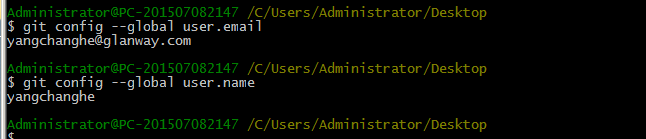 Administrator@PC-201507082147 /C/Users/Administrator/Desktop
$ git config --global user.email
yangchanghe@glanway.com
Administrator@PC-201507082147 /C/Users/Administrator/Desktop
$ git config --global user.name
yangchanghe
Administrator@PC-201507082147 /C/Users/Administrator/Desktop
$